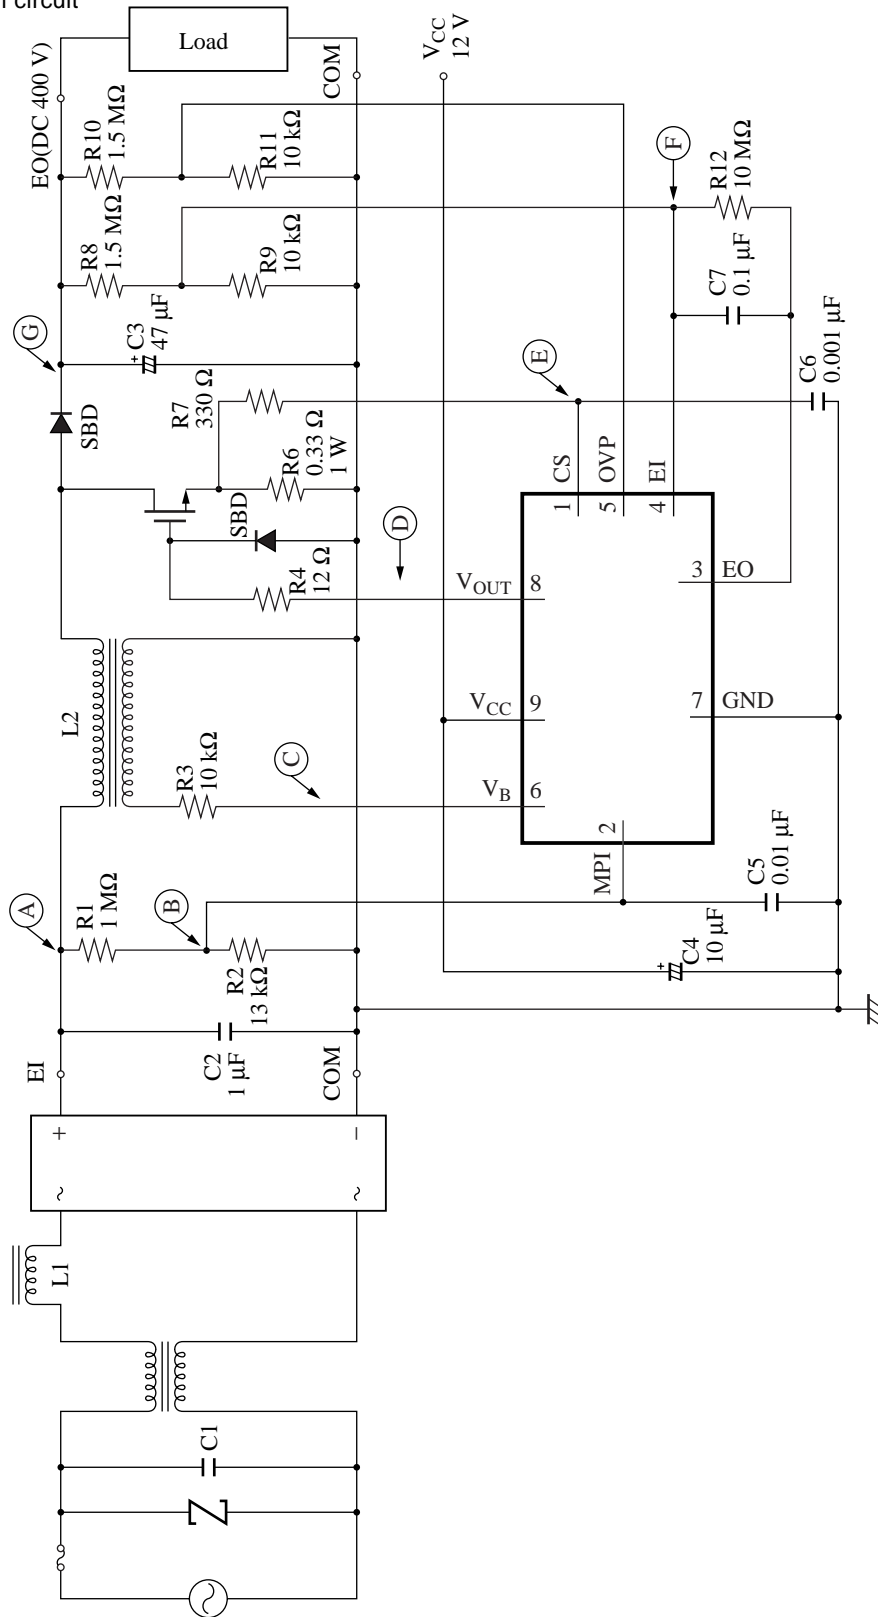 n circuit
Load
EO(DC 400 V)
COM
V_CC
12 V
R10
1.5 MΩ
R11
10 kΩ
R8
1.5 MΩ
R9
10 kΩ
F
R12
10 MΩ
C7
0.1 µF
G
+
C3
47 µF
E
C6
0.001 µF
SBD
R7
330 Ω
R6
0.33 Ω
1 W
SBD
R4
12 Ω
D
1 CS
5 OVP
4 EI
V_OUT 8
3 EO
V_CC 9
7 GND
V_B 6
2
MPI
L2
R3
10 kΩ
C
A
R1
1 MΩ
B
R2
13 kΩ
C5
0.01 µF
+
C4
10 µF
EI
C2
1 µF
COM
+
−
~
~
L1
C1